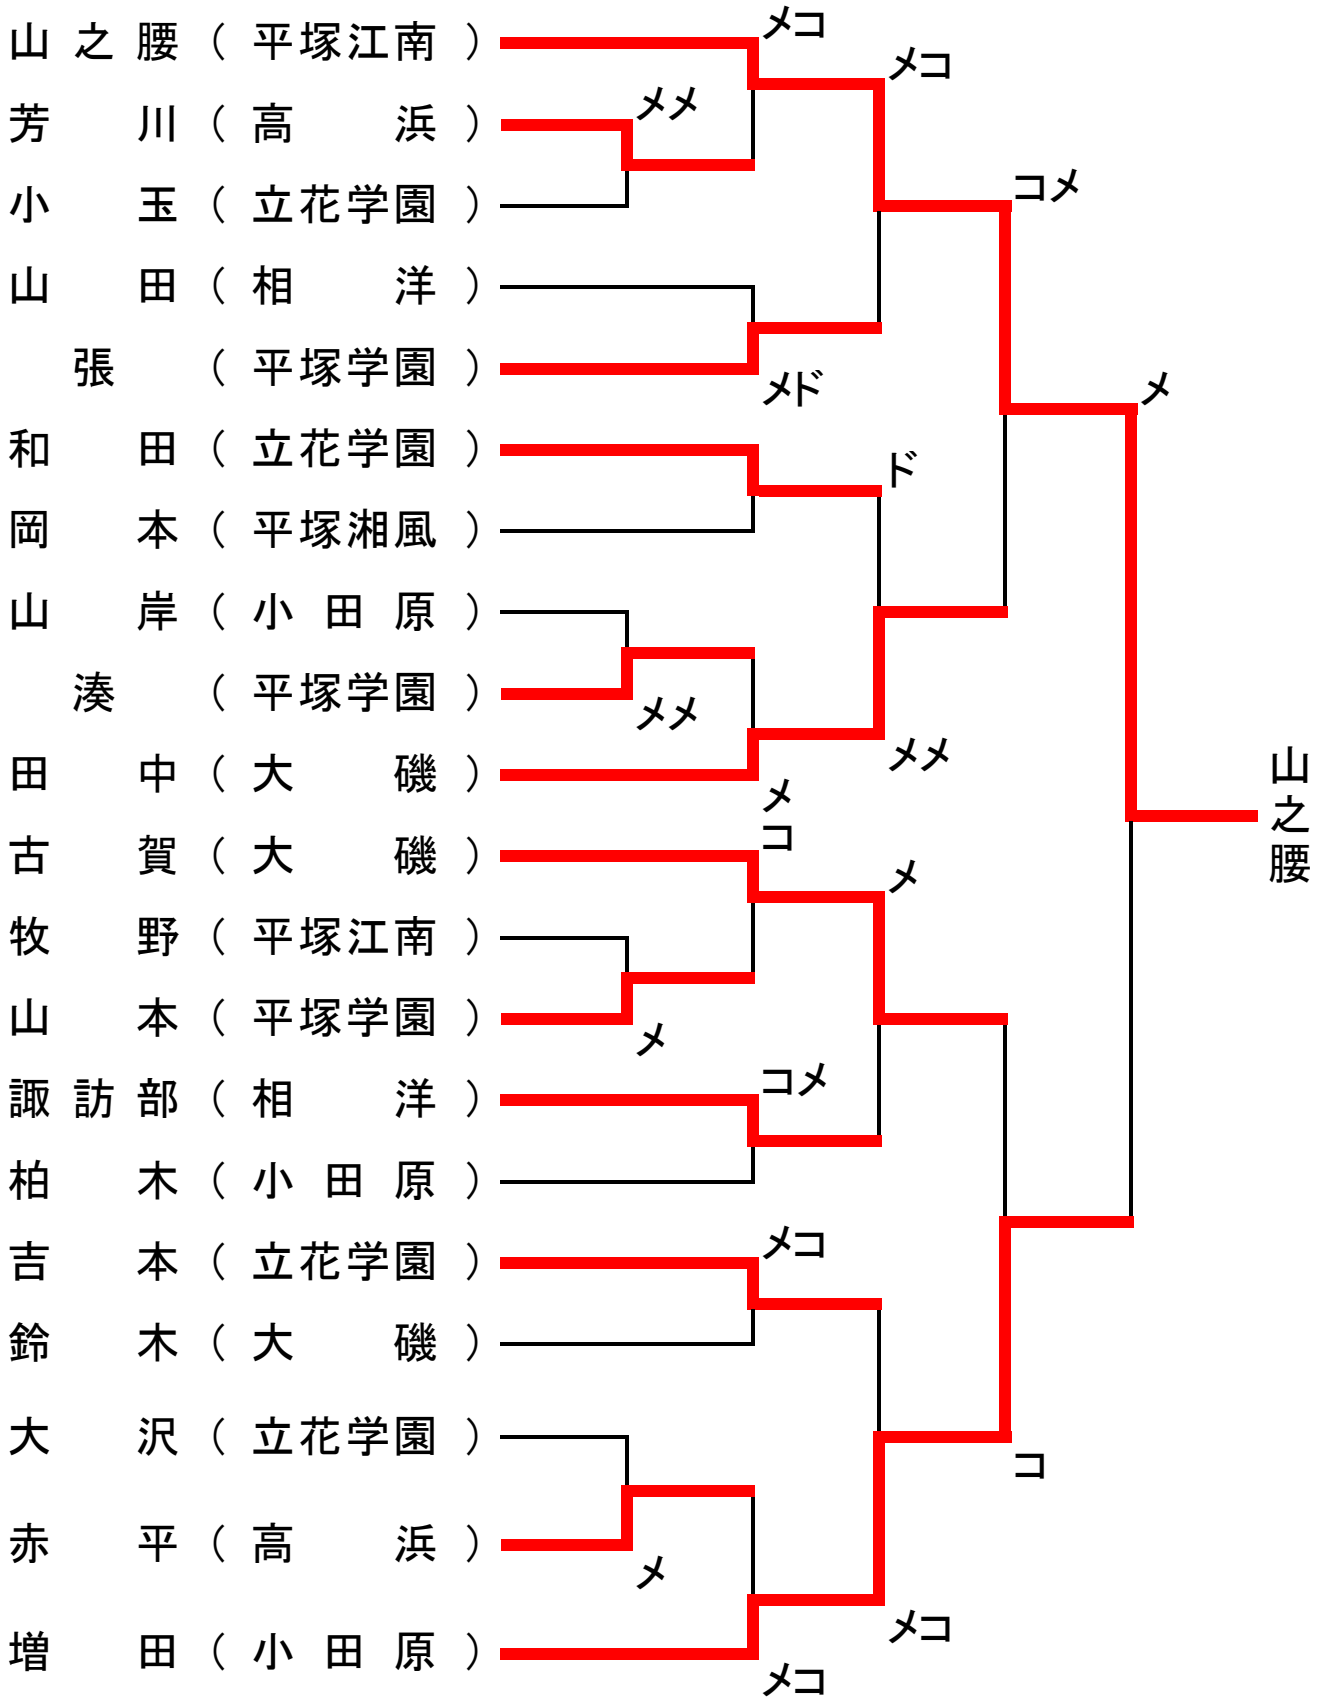 山之腰（平塚江南）
メコ
メコ
芳川（高浜）
メメ
小玉（立花学園）
コメ
山田（相洋）
張（平塚学園）
メド
メ
和田（立花学園）
ド
岡本（平塚湘風）
山岸（小田原）
湊（平塚学園）
メメ
田中（大磯）
メ
メメ
山之腰
古賀（大磯）
コ
メ
牧野（平塚江南）
山本（平塚学園）
メ
諏訪部（相洋）
コメ
柏木（小田原）
吉本（立花学園）
メコ
鈴木（大磯）
大沢（立花学園）
コ
赤平（高浜）
メ
増田（小田原）
メコ
メコ